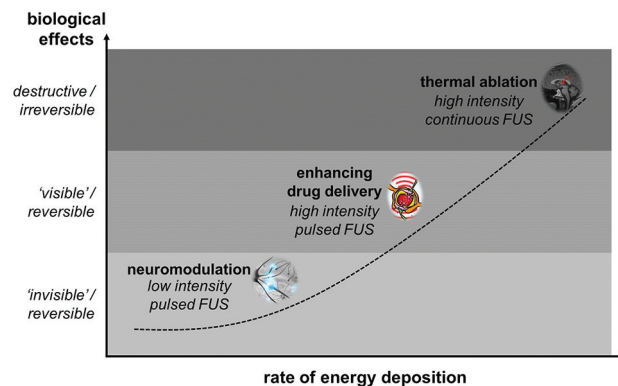 biological
effects
destructive /
irreversible
thermal ablation
high intensity
continuous FUS
'visible'/
reversible
enhancing
drug delivery
high intensity
pulsed FUS
'invisible'/
reversible
neuromodulation
low intensity
pulsed FUS
rate of energy deposition